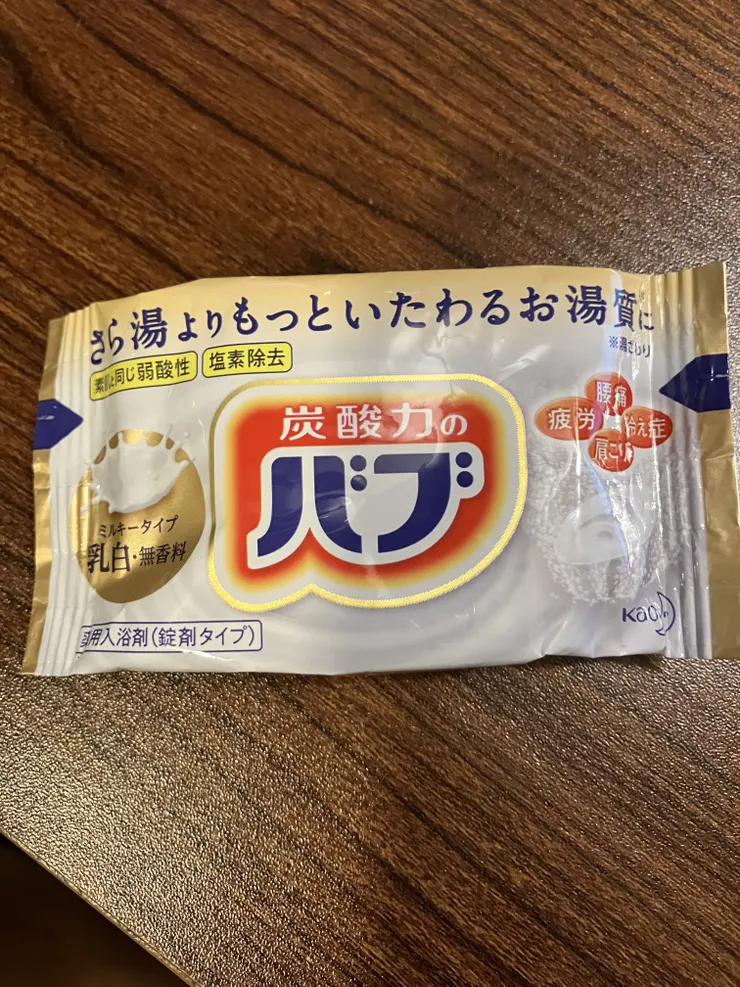 さら湯よりもっといたわるお湯質に
※湯ざわり
素肌と同じ弱酸性
塩素除去
炭酸力の
バブ
ミルキータイプ
乳白・無香料
腰痛
疲労
冷え症
肩こり
薬用入浴剤(錠剤タイプ)
Kao